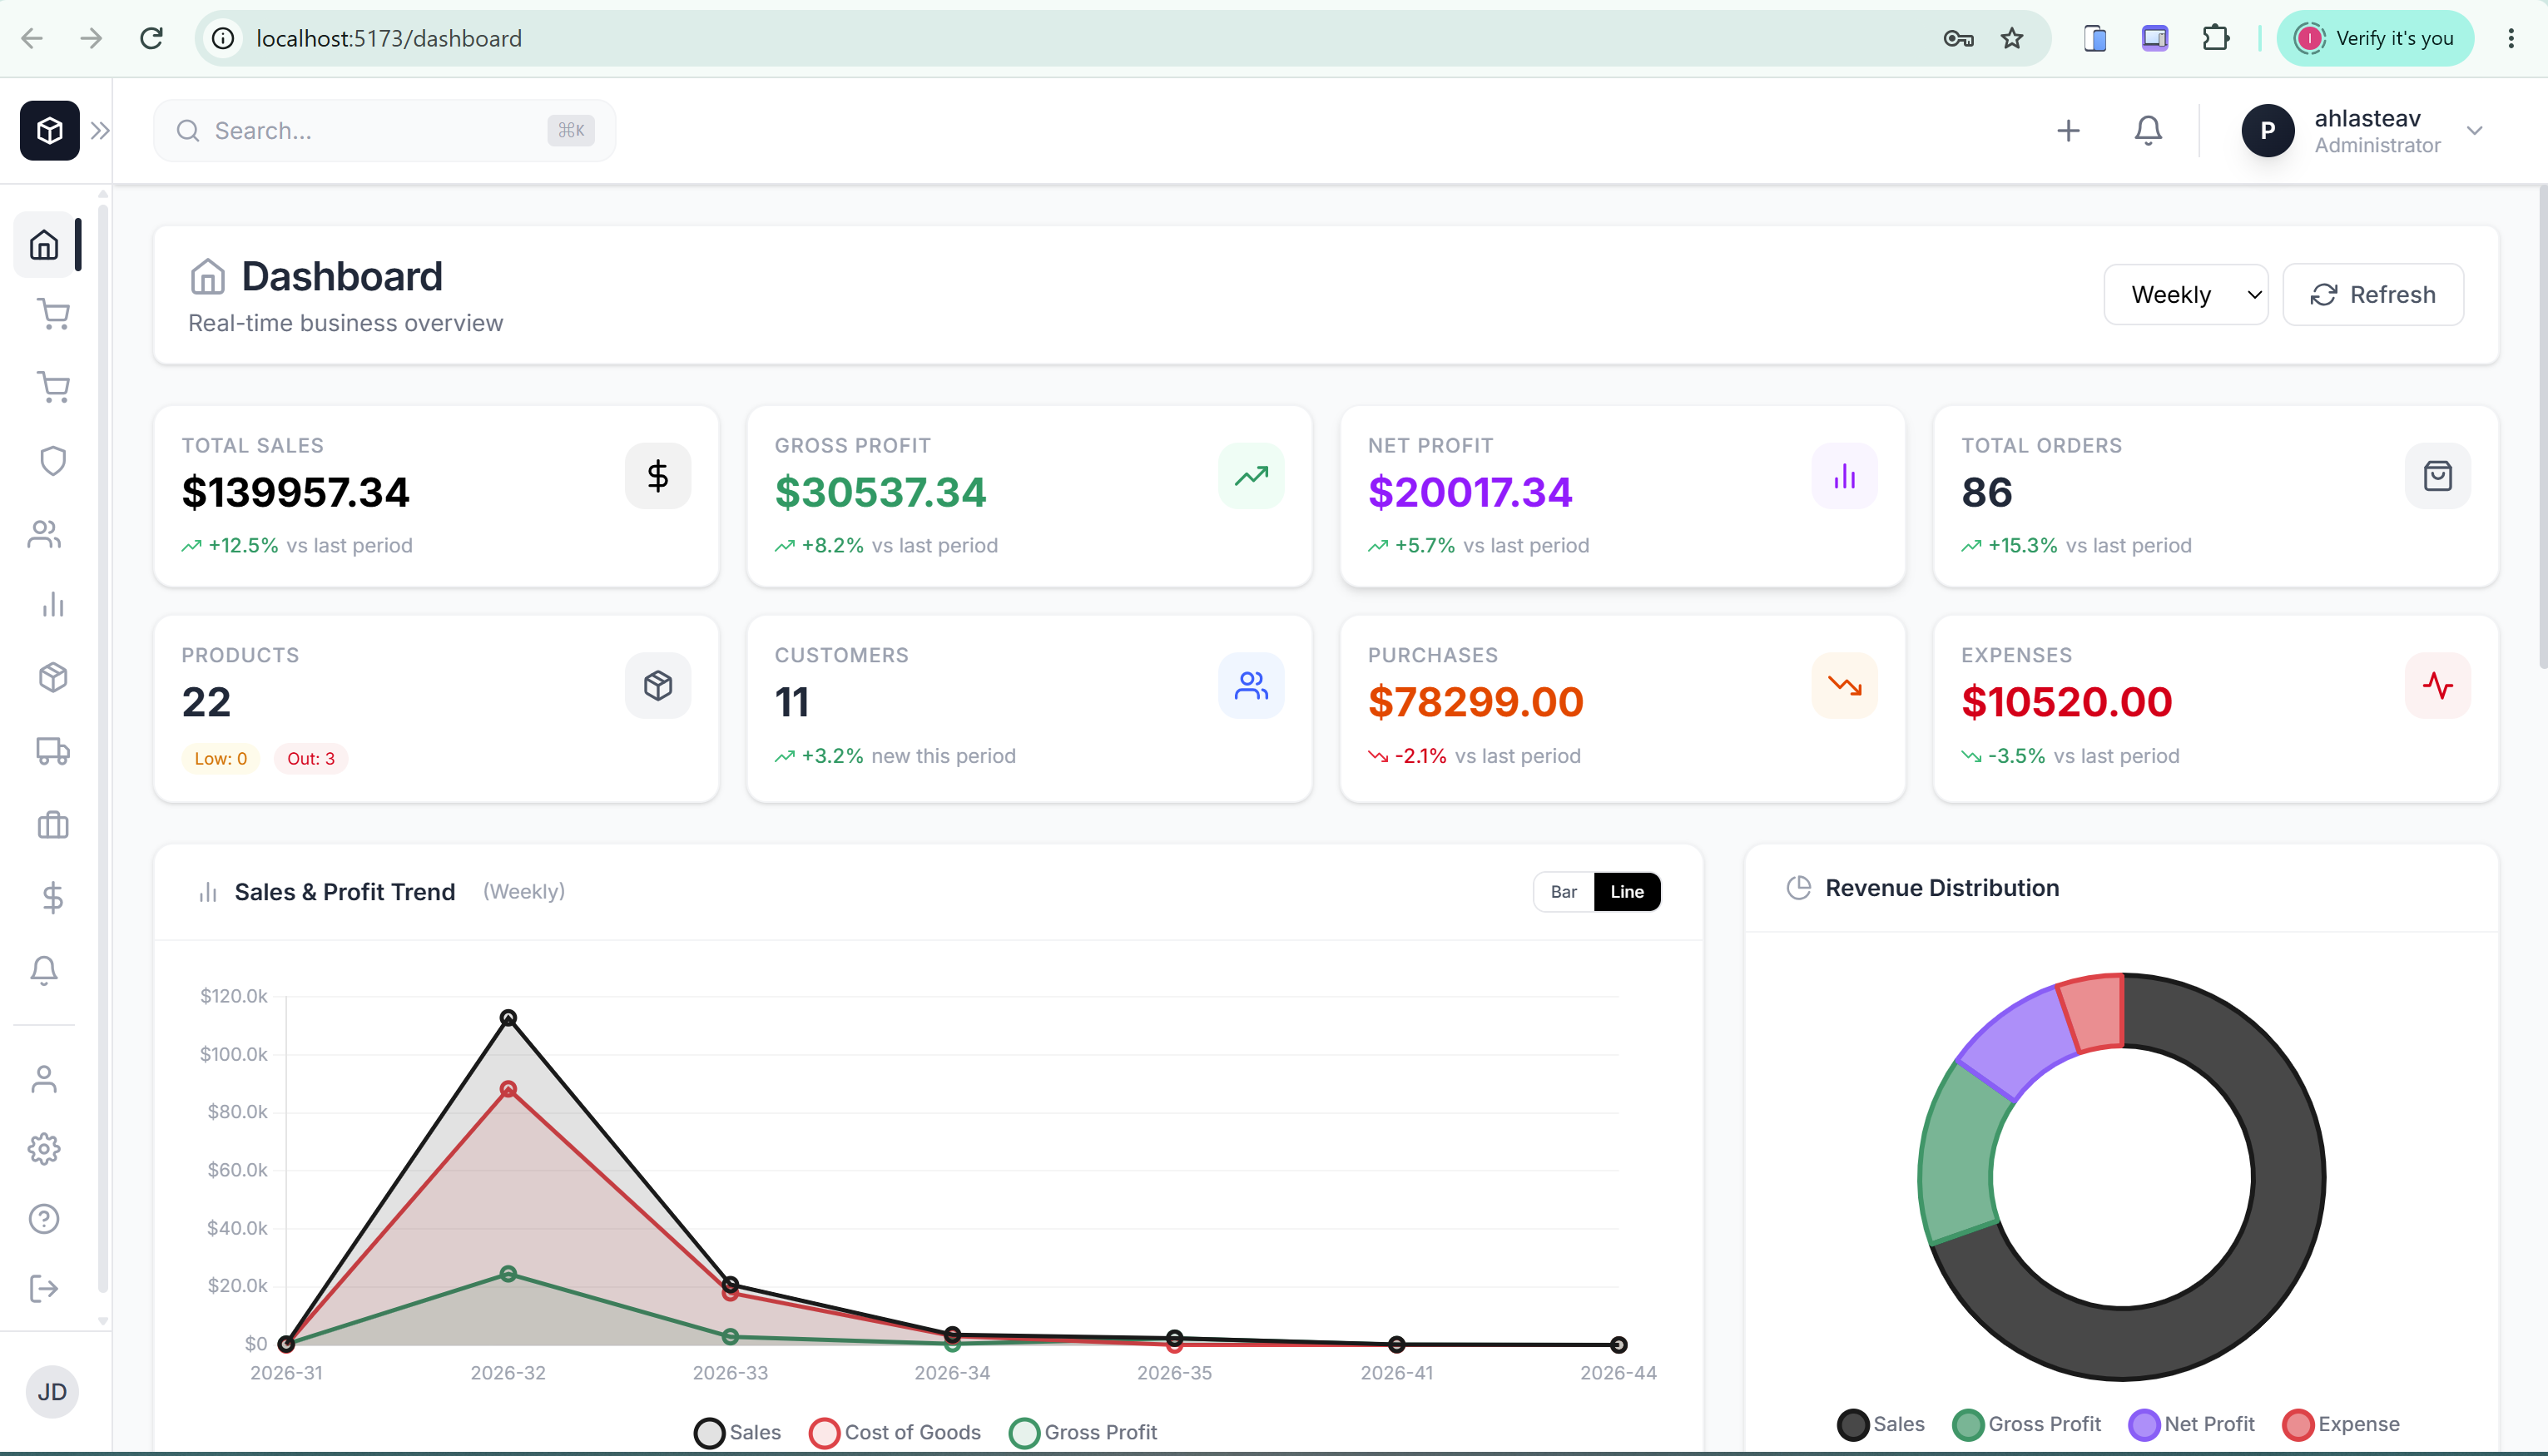 localhost:5173/dashboard
Verify it's you
Search...
⌘K
P
ahlasteav
Administrator
Dashboard
Real-time business overview
Weekly
Refresh
TOTAL SALES
$139957.34
+12.5% vs last period
GROSS PROFIT
$30537.34
+8.2% vs last period
NET PROFIT
$20017.34
+5.7% vs last period
TOTAL ORDERS
86
+15.3% vs last period
PRODUCTS
22
Low: 0 Out: 3
CUSTOMERS
11
+3.2% new this period
PURCHASES
$78299.00
-2.1% vs last period
EXPENSES
$10520.00
-3.5% vs last period
Sales & Profit Trend (Weekly)
Bar Line
$120.0k
$100.0k
$80.0k
$60.0k
$40.0k
$20.0k
$0
2026-31 2026-32 2026-33 2026-34 2026-35 2026-41 2026-44
Sales Cost of Goods Gross Profit
Revenue Distribution
Sales Gross Profit Net Profit Expense
JD